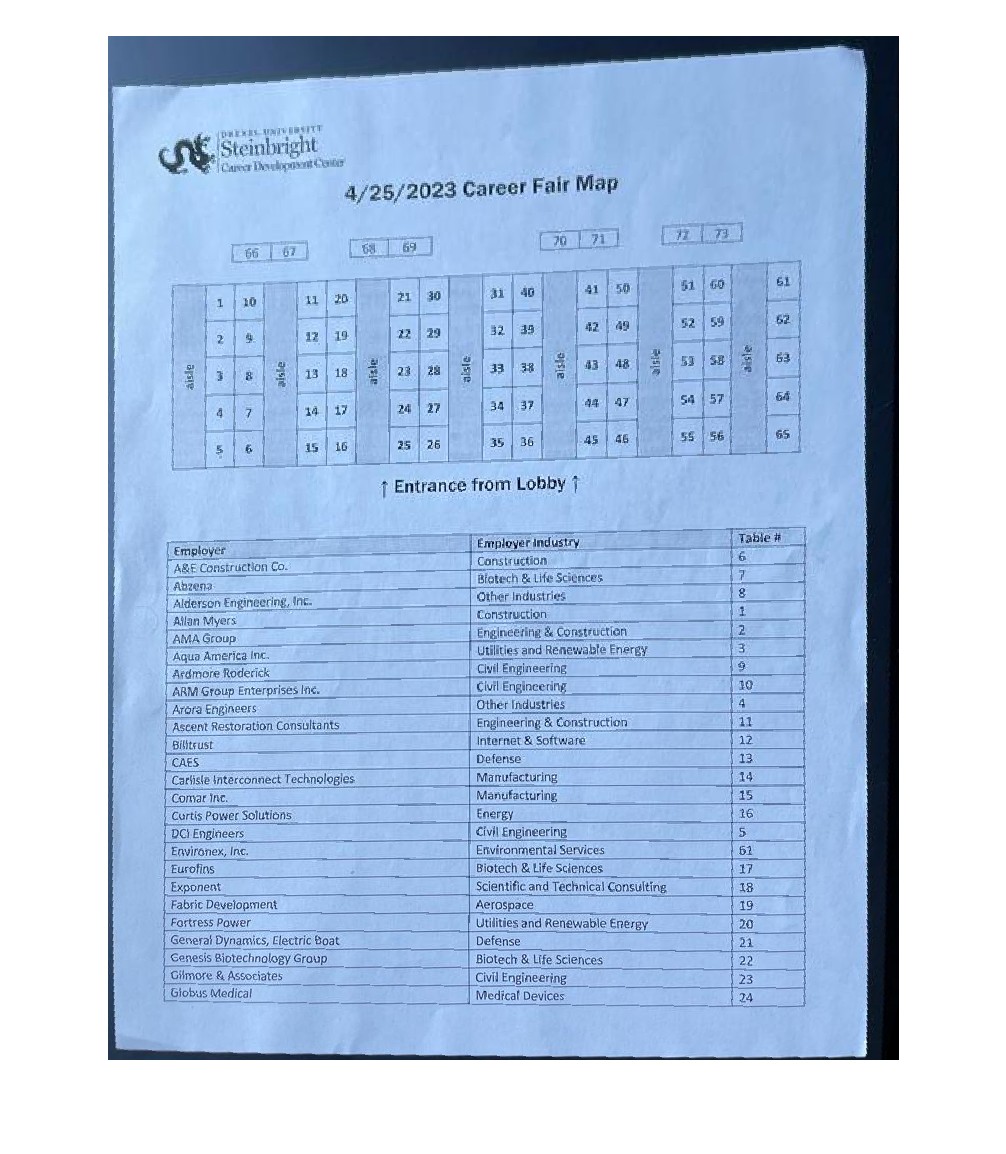 DREXEL UNIVERSITY
Steinbright
Career Development Center
4/25/2023 Career Fair Map
66 67 68 69 70 71 72 73
1 10 11 20 21 30 31 40 41 50 51 60 61
2 9 12 19 22 29 32 39 42 49 52 59 62
aisle 3 8 aisle 13 18 aisle 23 28 aisle 33 38 aisle 43 48 aisle 53 58 aisle 63
4 7 14 17 24 27 34 37 44 47 54 57 64
5 6 15 16 25 26 35 36 45 46 55 56 65
↑ Entrance from Lobby ↑
Employer Employer Industry Table #
A&E Construction Co. Construction 6
Abzena Biotech & Life Sciences 7
Alderson Engineering, Inc. Other Industries 8
Allan Myers Construction 1
AMA Group Engineering & Construction 2
Aqua America Inc. Utilities and Renewable Energy 3
Ardmore Roderick Civil Engineering 9
ARM Group Enterprises Inc. Civil Engineering 10
Arora Engineers Other Industries 4
Ascent Restoration Consultants Engineering & Construction 11
Billtrust Internet & Software 12
CAES Defense 13
Carlisle Interconnect Technologies Manufacturing 14
Comar Inc. Manufacturing 15
Curtis Power Solutions Energy 16
DCI Engineers Civil Engineering 5
Environex, Inc. Environmental Services 61
Eurofins Biotech & Life Sciences 17
Exponent Scientific and Technical Consulting 18
Fabric Development Aerospace 19
Fortress Power Utilities and Renewable Energy 20
General Dynamics, Electric Boat Defense 21
Genesis Biotechnology Group Biotech & Life Sciences 22
Gilmore & Associates Civil Engineering 23
Globus Medical Medical Devices 24